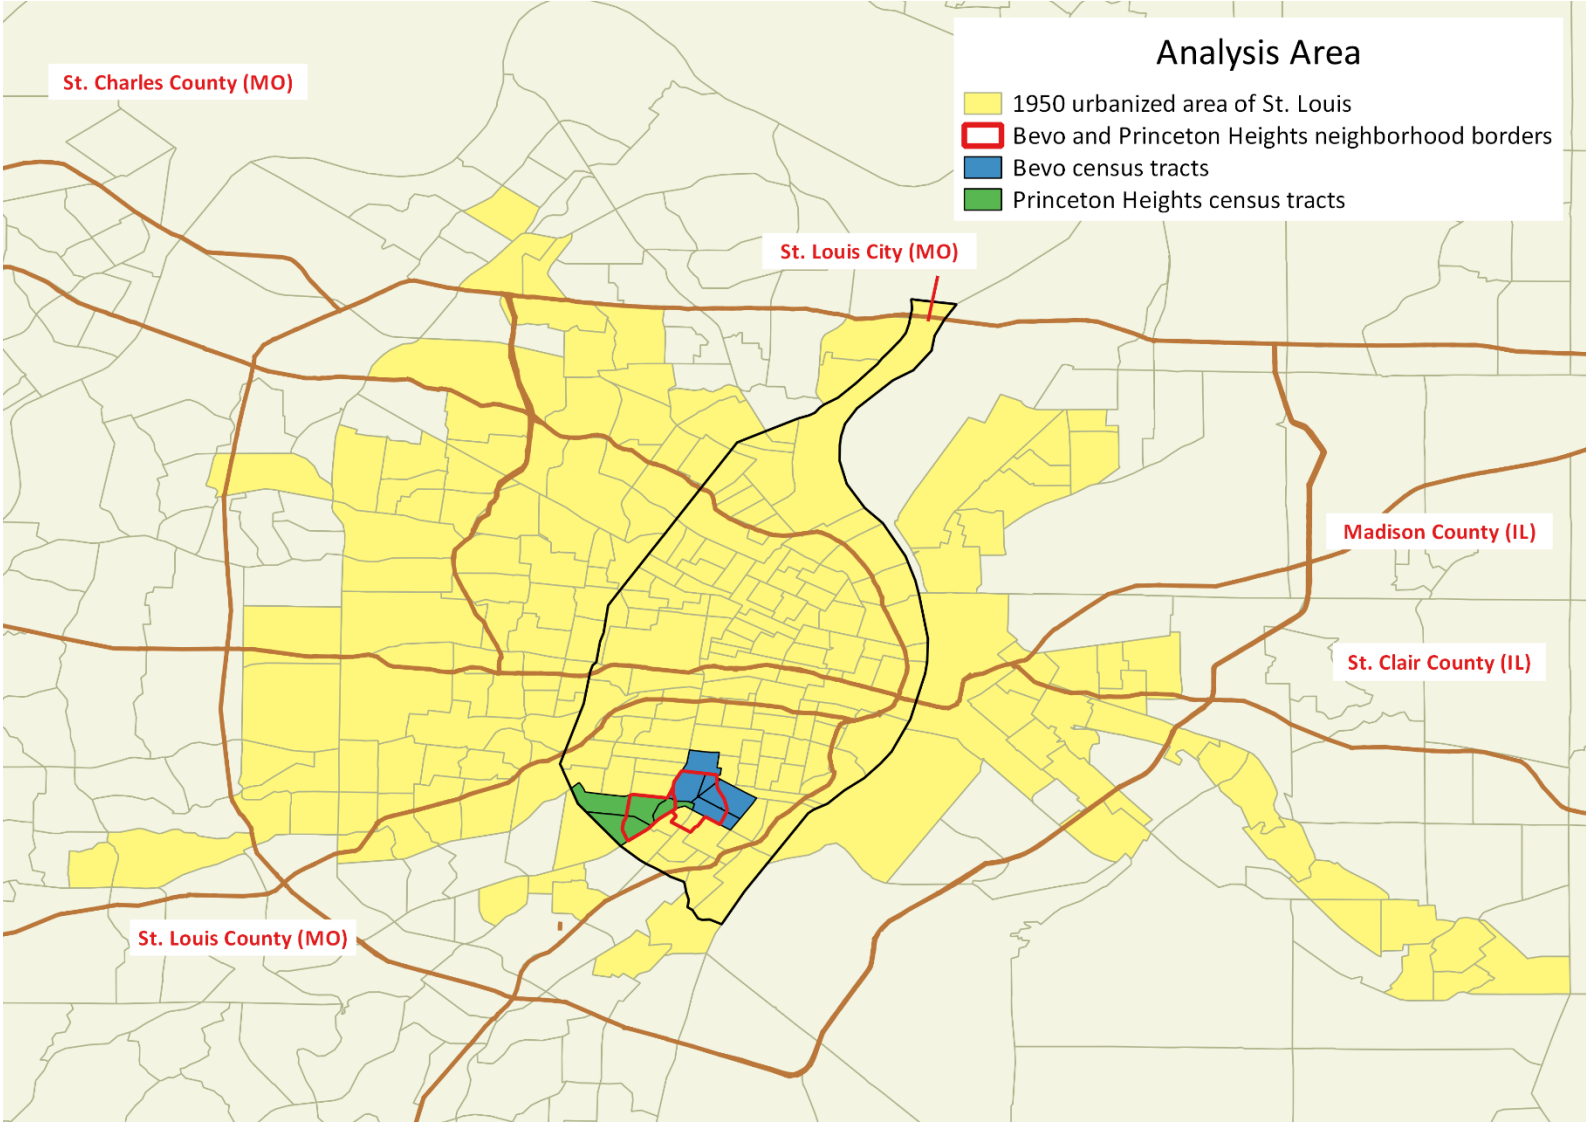 St. Charles County (MO)
Analysis Area
1950 urbanized area of St. Louis
Bevo and Princeton Heights neighborhood borders
Bevo census tracts
Princeton Heights census tracts
St. Louis City (MO)
Madison County (IL)
St. Clair County (IL)
St. Louis County (MO)